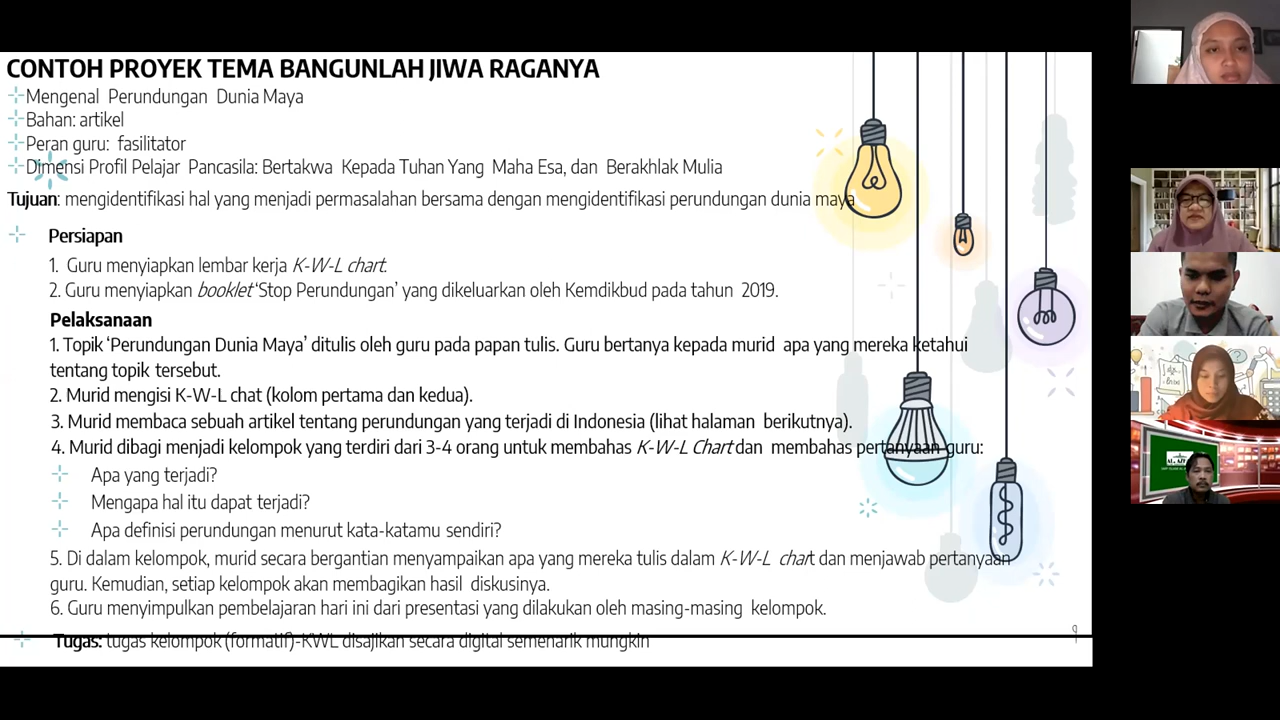 CONTOH PROYEK TEMA BANGUNLAH JIWA RAGANYA
Mengenal Perundungan Dunia Maya
Bahan: artikel
Peran guru: fasilitator
Dimensi Profil Pelajar Pancasila: Bertakwa Kepada Tuhan Yang Maha Esa, dan Berakhlak Mulia
Tujuan: mengidentifikasi hal yang menjadi permasalahan bersama dengan mengidentifikasi perundungan dunia maya
Persiapan
1. Guru menyiapkan lembar kerja K-W-L chart.
2. Guru menyiapkan booklet 'Stop Perundungan' yang dikeluarkan oleh Kemdikbud pada tahun 2019.
Pelaksanaan
1. Topik 'Perundungan Dunia Maya' ditulis oleh guru pada papan tulis. Guru bertanya kepada murid apa yang mereka ketahui
tentang topik tersebut.
2. Murid mengisi K-W-L chat (kolom pertama dan kedua).
3. Murid membaca sebuah artikel tentang perundungan yang terjadi di Indonesia (lihat halaman berikutnya).
4. Murid dibagi menjadi kelompok yang terdiri dari 3-4 orang untuk membahas K-W-L Chart dan membahas pertanyaan guru:
Apa yang terjadi?
Mengapa hal itu dapat terjadi?
Apa definisi perundungan menurut kata-katamu sendiri?
5. Di dalam kelompok, murid secara bergantian menyampaikan apa yang mereka tulis dalam K-W-L chart dan menjawab pertanyaan
guru. Kemudian, setiap kelompok akan membagikan hasil diskusinya.
6. Guru menyimpulkan pembelajaran hari ini dari presentasi yang dilakukan oleh masing-masing kelompok.
9
Tugas: tugas kelompok (formatif)-KWL disajikan secara digital semenarik mungkin